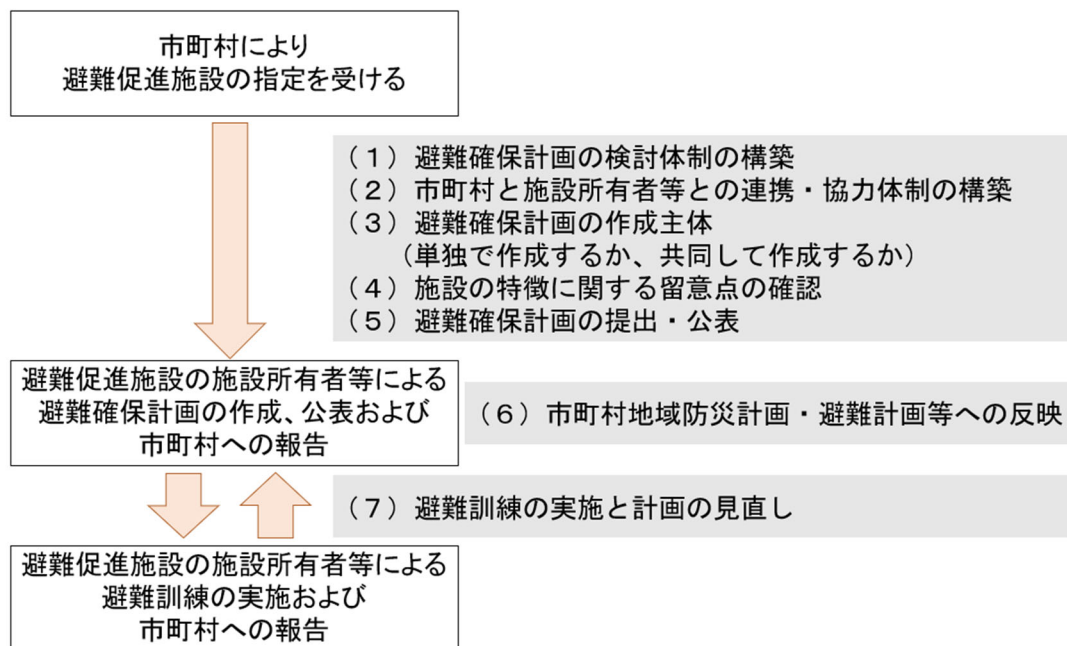 市町村により
避難促進施設の指定を受ける
（１）避難確保計画の検討体制の構築
（２）市町村と施設所有者等との連携・協力体制の構築
（３）避難確保計画の作成主体
（単独で作成するか、共同して作成するか）
（４）施設の特徴に関する留意点の確認
（５）避難確保計画の提出・公表
避難促進施設の施設所有者等による
避難確保計画の作成、公表および
市町村への報告
（６）市町村地域防災計画・避難計画等への反映
（７）避難訓練の実施と計画の見直し
避難促進施設の施設所有者等による
避難訓練の実施および
市町村への報告